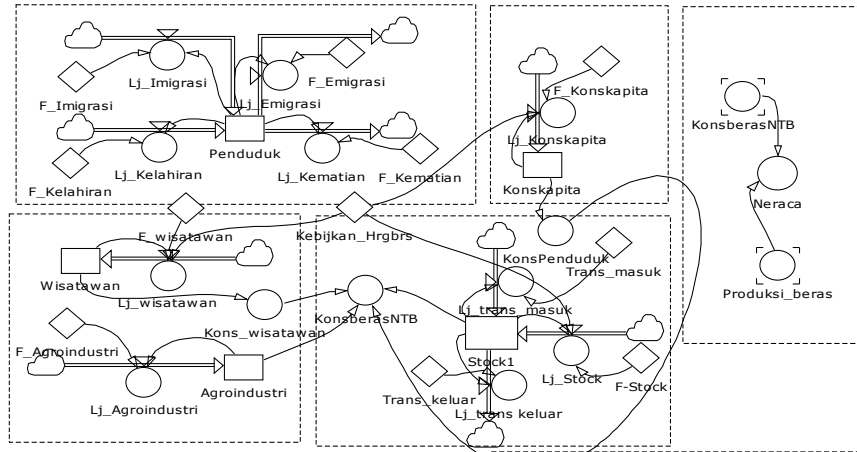 Lj_Imigrasi
F_Emigrasi
F_Imigrasi
Lj_Emigrasi
F_Konskapita
KonsberasNTB
Lj_Konskapita
Penduduk
Lj_Kelahiran
Lj_Kematian
F_Kelahiran
F_Kematian
Konskapita
Neraca
F_wisatawan
Kebijkan_Hrgbrs
KonsPenduduk
Trans_masuk
Wisatawan
Lj_wisatawan
Produksi_beras
Kons_wisatawan
KonsberasNTB
Lj_trans_masuk
F_Agroindustri
Stock1
Lj_Stock
Agroindustri
Trans_keluar
F-Stock
Lj_Agroindustri
Lj_trans keluar